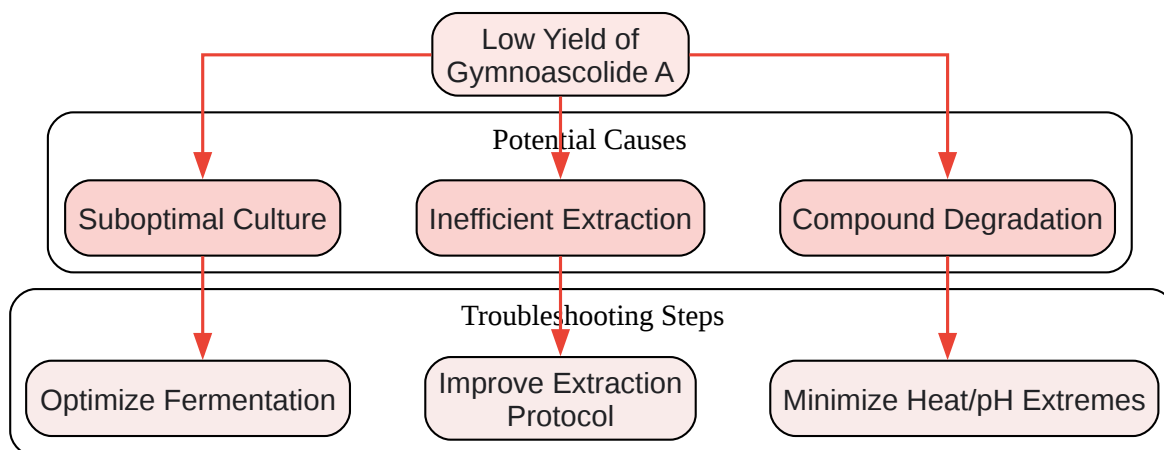 Low Yield of
Gymnoascolide A
Potential Causes
Suboptimal Culture
Inefficient Extraction
Compound Degradation
Troubleshooting Steps
Optimize Fermentation
Improve Extraction
Protocol
Minimize Heat/pH Extremes